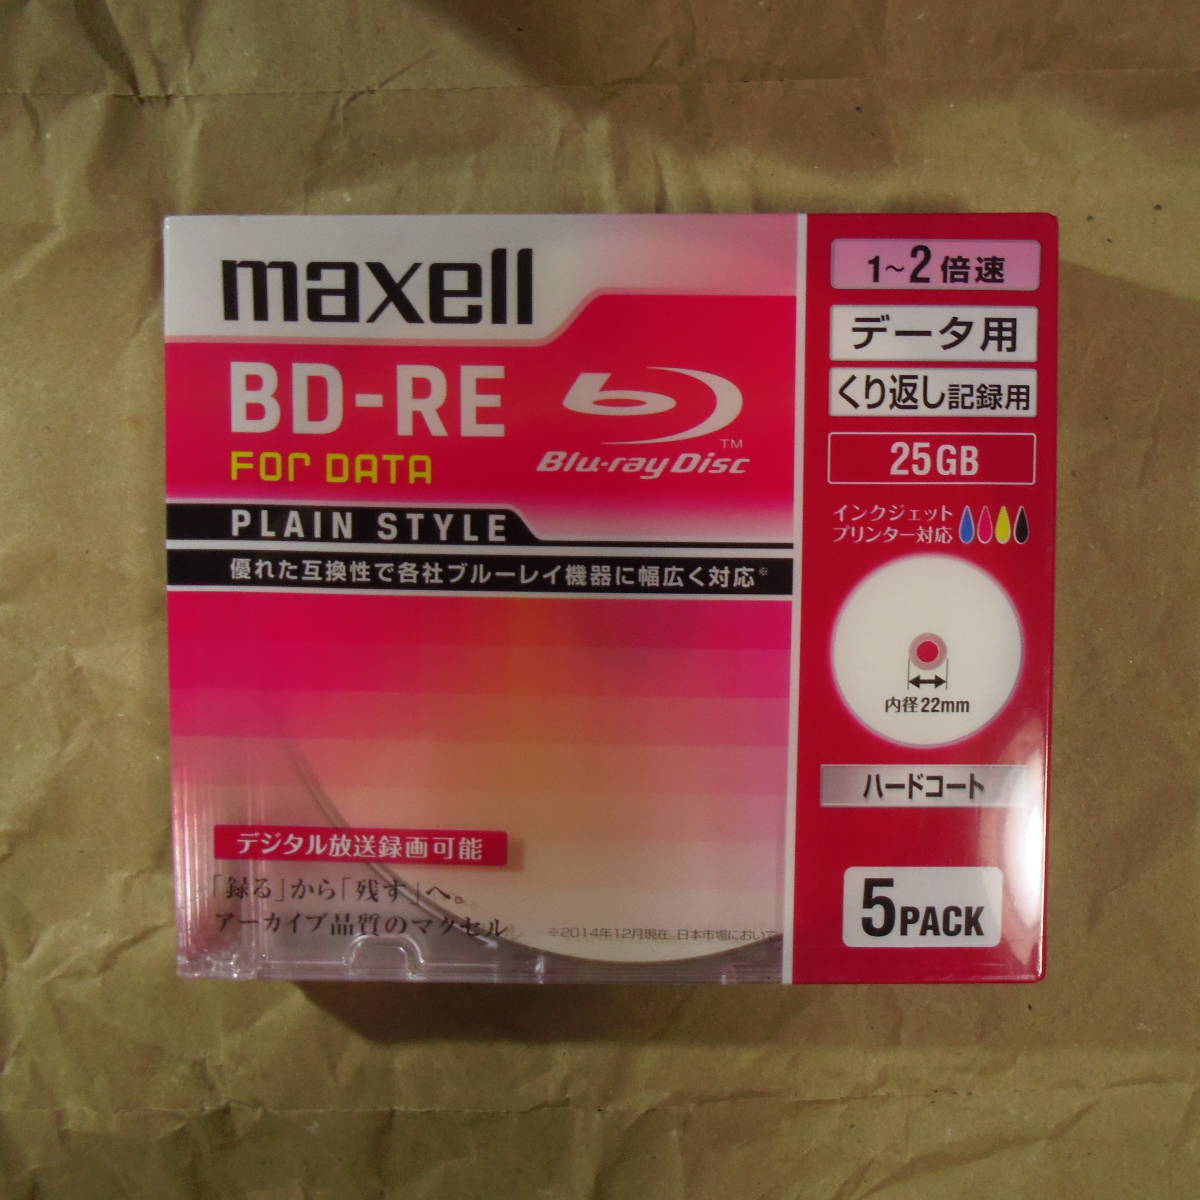 maxell
BD-RE
FOR DATA
Blu-ray Disc
TM
PLAIN STYLE
優れた互換性で各社ブルーレイ機器に幅広く対応※
デジタル放送録画可能
「録る」から「残す」へ。
アーカイブ品質のマクセル
※2014年12月現在、日本市場において
1～2倍速
データ用
くり返し記録用
25GB
インクジェット
プリンター対応
内径22mm
ハードコート
5PACK